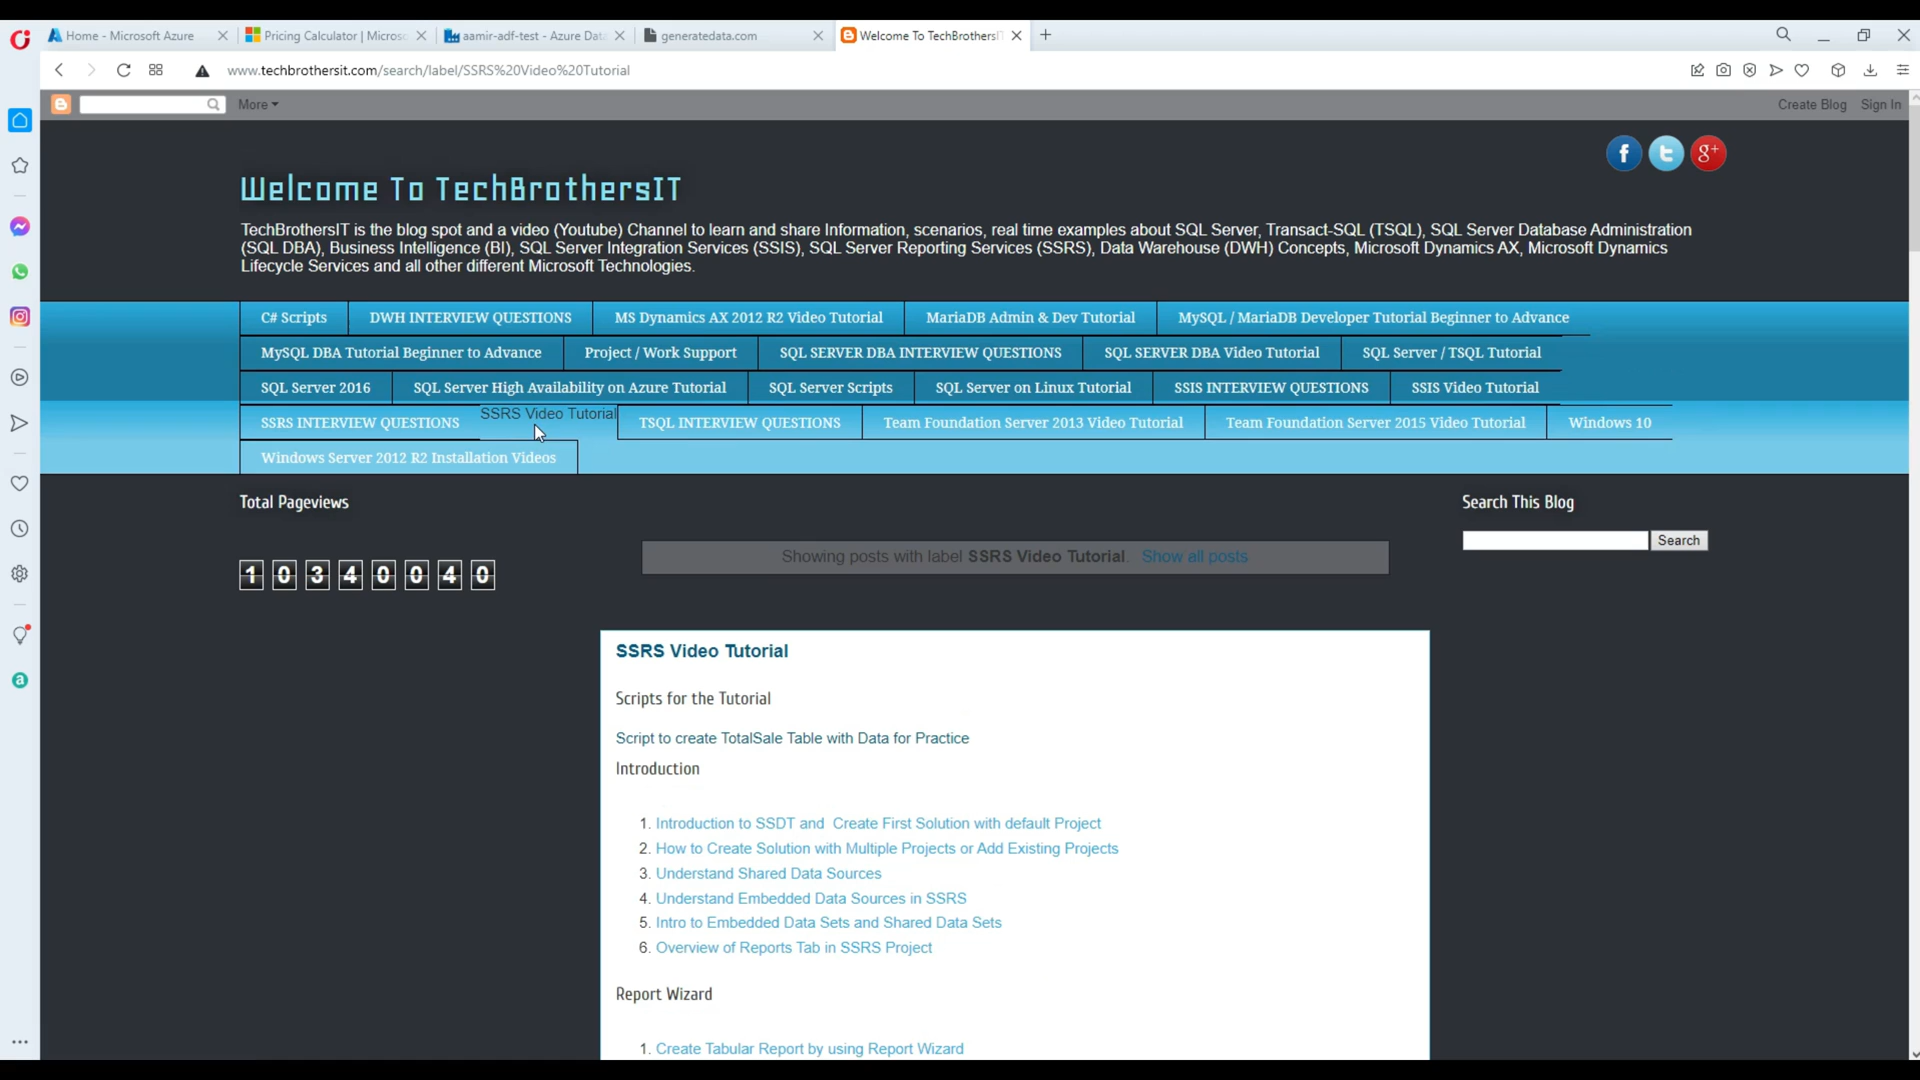 Home - Microsoft Azure
Pricing Calculator | Microso
aamir-adf-test - Azure Data
generatedata.com
Welcome To TechBrothersIT
www.techbrothersit.com/search/label/SSRS%20Video%20Tutorial
More
Create Blog Sign In
Welcome To TechBrothersIT
TechBrothersIT is the blog spot and a video (Youtube) Channel to learn and share Information, scenarios, real time examples about SQL Server, Transact-SQL (TSQL), SQL Server Database Administration
(SQL DBA), Business Intelligence (BI), SQL Server Integration Services (SSIS), SQL Server Reporting Services (SSRS), Data Warehouse (DWH) Concepts, Microsoft Dynamics AX, Microsoft Dynamics
Lifecycle Services and all other different Microsoft Technologies.
f t g+
C# Scripts DWH INTERVIEW QUESTIONS MS Dynamics AX 2012 R2 Video Tutorial MariaDB Admin & Dev Tutorial MySQL / MariaDB Developer Tutorial Beginner to Advance
MySQL DBA Tutorial Beginner to Advance Project / Work Support SQL SERVER DBA INTERVIEW QUESTIONS SQL SERVER DBA Video Tutorial SQL Server / TSQL Tutorial
SQL Server 2016 SQL Server High Availability on Azure Tutorial SQL Server Scripts SQL Server on Linux Tutorial SSIS INTERVIEW QUESTIONS SSIS Video Tutorial
SSRS INTERVIEW QUESTIONS SSRS Video Tutorial TSQL INTERVIEW QUESTIONS Team Foundation Server 2013 Video Tutorial Team Foundation Server 2015 Video Tutorial Windows 10
Windows Server 2012 R2 Installation Videos
Total Pageviews
1 0 3 4 0 0 4 0
Showing posts with label SSRS Video Tutorial. Show all posts
Search This Blog
Search
SSRS Video Tutorial
Scripts for the Tutorial
Script to create TotalSale Table with Data for Practice
Introduction
1. Introduction to SSDT and Create First Solution with default Project
2. How to Create Solution with Multiple Projects or Add Existing Projects
3. Understand Shared Data Sources
4. Understand Embedded Data Sources in SSRS
5. Intro to Embedded Data Sets and Shared Data Sets
6. Overview of Reports Tab in SSRS Project
Report Wizard
1. Create Tabular Report by using Report Wizard